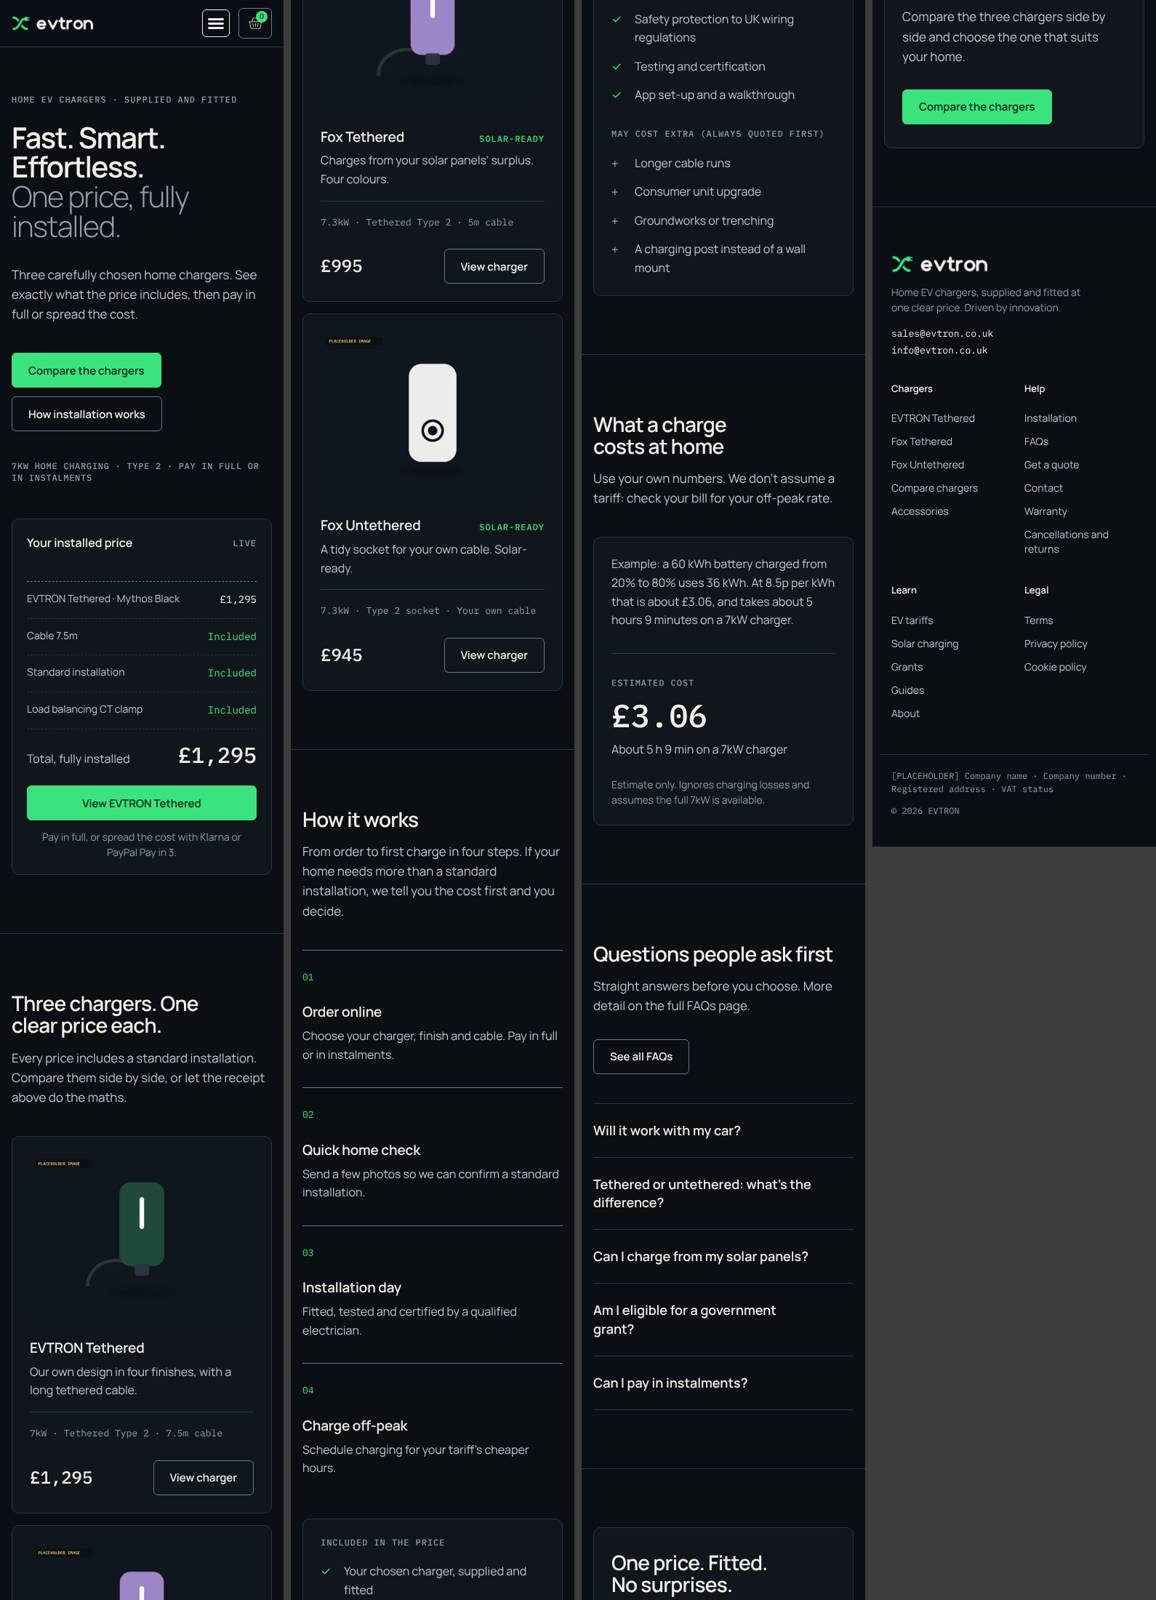 evtron
0
HOME EV CHARGERS · SUPPLIED AND FITTED
Fast. Smart.
Effortless.
One price, fully
installed.
Three carefully chosen home chargers. See
exactly what the price includes, then pay in
full or spread the cost.
Compare the chargers
How installation works
7KW HOME CHARGING · TYPE 2 · PAY IN FULL OR
IN INSTALMENTS
Your installed price LIVE
EVTRON Tethered · Mythos Black £1,295
Cable 7.5m Included
Standard installation Included
Load balancing CT clamp Included
Total, fully installed £1,295
View EVTRON Tethered
Pay in full, or spread the cost with Klarna or
PayPal Pay in 3.
Three chargers. One
clear price each.
Every price includes a standard installation.
Compare them side by side, or let the receipt
above do the maths.
PLACEHOLDER IMAGE
EVTRON Tethered
Our own design in four finishes, with a
long tethered cable.
7kW · Tethered Type 2 · 7.5m cable
£1,295 View charger
PLACEHOLDER IMAGE
Fox Tethered SOLAR-READY
Charges from your solar panels' surplus.
Four colours.
7.3kW · Tethered Type 2 · 5m cable
£995 View charger
PLACEHOLDER IMAGE
Fox Untethered SOLAR-READY
A tidy socket for your own cable. Solar-
ready.
7.3kW · Type 2 socket · Your own cable
£945 View charger
How it works
From order to first charge in four steps. If your
home needs more than a standard
installation, we tell you the cost first and you
decide.
01
Order online
Choose your charger, finish and cable. Pay in full
or in instalments.
02
Quick home check
Send a few photos so we can confirm a standard
installation.
03
Installation day
Fitted, tested and certified by a qualified
electrician.
04
Charge off-peak
Schedule charging for your tariff's cheaper
hours.
INCLUDED IN THE PRICE
✓ Your chosen charger, supplied and
fitted
✓ Safety protection to UK wiring
regulations
✓ Testing and certification
✓ App set-up and a walkthrough
MAY COST EXTRA (ALWAYS QUOTED FIRST)
+ Longer cable runs
+ Consumer unit upgrade
+ Groundworks or trenching
+ A charging post instead of a wall
mount
What a charge
costs at home
Use your own numbers. We don't assume a
tariff: check your bill for your off-peak rate.
Example: a 60 kWh battery charged from
20% to 80% uses 36 kWh. At 8.5p per kWh
that is about £3.06, and takes about 5
hours 9 minutes on a 7kW charger.
ESTIMATED COST
£3.06
About 5 h 9 min on a 7kW charger
Estimate only. Ignores charging losses and
assumes the full 7kW is available.
Questions people ask first
Straight answers before you choose. More
detail on the full FAQs page.
See all FAQs
Will it work with my car?
Tethered or untethered: what's the
difference?
Can I charge from my solar panels?
Am I eligible for a government
grant?
Can I pay in instalments?
One price. Fitted.
No surprises.
Compare the three chargers side by
side and choose the one that suits
your home.
Compare the chargers
evtron
Home EV chargers, supplied and fitted at
one clear price. Driven by innovation.
sales@evtron.co.uk
info@evtron.co.uk
Chargers
EVTRON Tethered
Fox Tethered
Fox Untethered
Compare chargers
Accessories
Help
Installation
FAQs
Get a quote
Contact
Warranty
Cancellations and
returns
Learn
EV tariffs
Solar charging
Grants
Guides
About
Legal
Terms
Privacy policy
Cookie policy
[PLACEHOLDER] Company name · Company number ·
Registered address · VAT status
© 2026 EVTRON